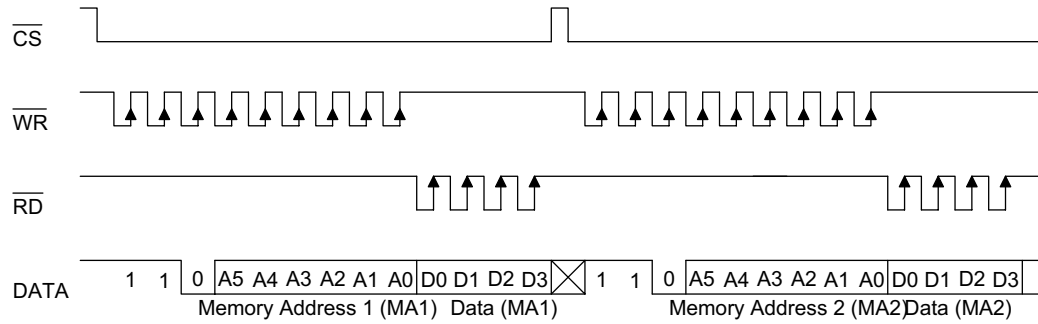 CS
WR
RD
DATA 1 1 0 A5 A4 A3 A2 A1 A0 D0 D1 D2 D3 1 1 0 A5 A4 A3 A2 A1 A0 D0 D1 D2 D3
Memory Address 1 (MA1) Data (MA1) Memory Address 2 (MA2) Data (MA2)